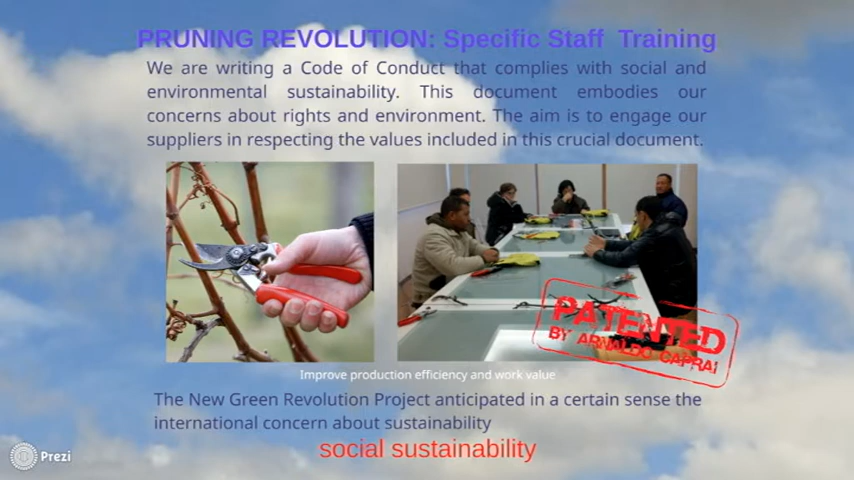 PRUNING REVOLUTION: Specific Staff Training
We are writing a Code of Conduct that complies with social and
environmental sustainability. This document embodies our
concerns about rights and environment. The aim is to engage our
suppliers in respecting the values included in this crucial document.
PATENTED
BY ARNALDO CAPRAI
Improve production efficiency and work value
The New Green Revolution Project anticipated in a certain sense the
international concern about sustainability
social sustainability
Prezi